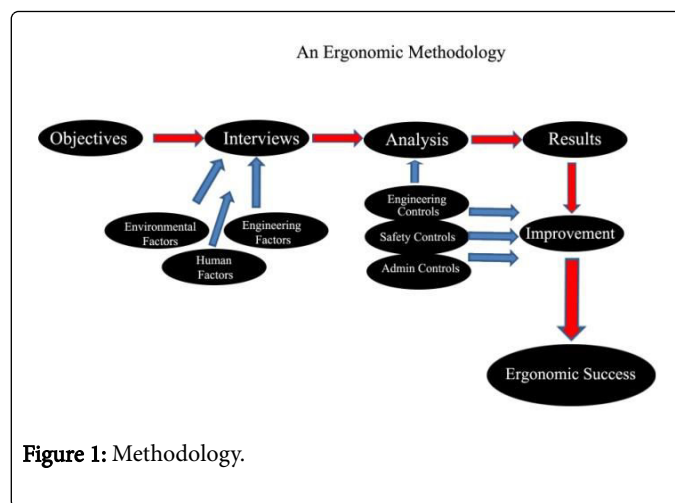 An Ergonomic Methodology
Objectives
Interviews
Analysis
Results
Environmental
Factors
Human
Factors
Engineering
Factors
Engineering
Controls
Safety Controls
Admin Controls
Improvement
Ergonomic Success
Figure 1: Methodology.